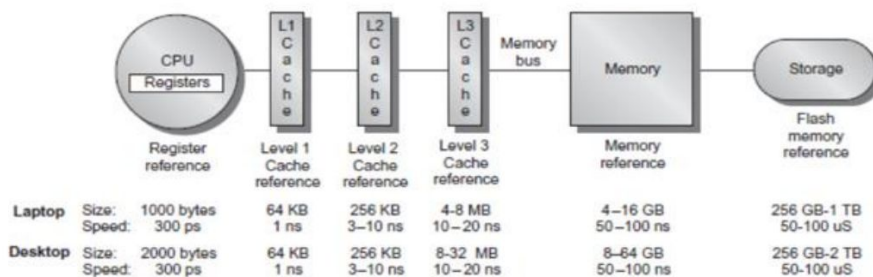 L1 Cache
L2 Cache
L3 Cache
CPU
Registers
Memory
bus
Memory
Storage
Register
reference
Level 1
Cache
reference
Level 2
Cache
reference
Level 3
Cache
reference
Memory
reference
Flash
memory
reference
Laptop Size: 1000 bytes 64 KB 256 KB 4-8 MB 4–16 GB 256 GB-1 TB
Speed: 300 ps 1 ns 3–10 ns 10–20 ns 50–100 ns 50-100 uS
Desktop Size: 2000 bytes 64 KB 256 KB 8-32 MB 8–64 GB 256 GB-2 TB
Speed: 300 ps 1 ns 3–10 ns 10–20 ns 50–100 ns 50-100 uS